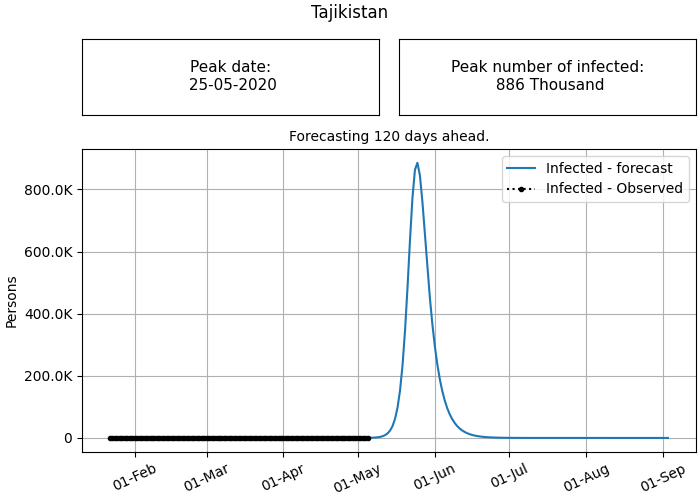 Tajikistan
Peak date:
25-05-2020
Peak number of infected:
886 Thousand
Forecasting 120 days ahead.
Infected - forecast
Infected - Observed
Persons
800.0K
600.0K
400.0K
200.0K
0
01-Feb
01-Mar
01-Apr
01-May
01-Jun
01-Jul
01-Aug
01-Sep